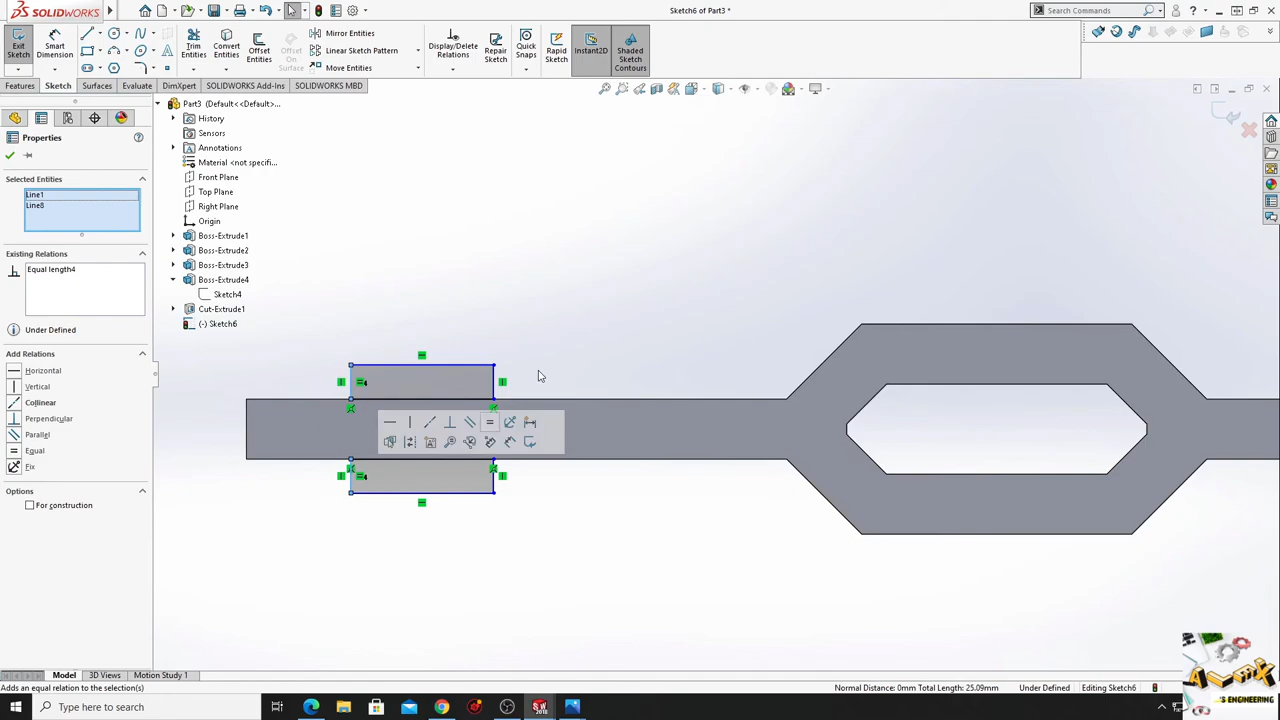 SOLIDWORKS
Sketch6 of Part3 *
Search Commands
Exit Sketch
Smart Dimension
Trim Entities
Convert Entities
Offset Entities
Offset On Surface
Mirror Entities
Linear Sketch Pattern
Move Entities
Display/Delete Relations
Repair Sketch
Quick Snaps
Rapid Sketch
Instant2D
Shaded Sketch Contours
Features
Sketch
Surfaces
Evaluate
DimXpert
SOLIDWORKS Add-Ins
SOLIDWORKS MBD
Properties
Selected Entities
Line1
Line8
Existing Relations
Equal length4
Under Defined
Add Relations
Horizontal
Vertical
Collinear
Perpendicular
Parallel
Equal
Fix
Options
For construction
Part3 (Default<<Default>...
History
Sensors
Annotations
Material <not specifi...
Front Plane
Top Plane
Right Plane
Origin
Boss-Extrude1
Boss-Extrude2
Boss-Extrude3
Boss-Extrude4
Sketch4
Cut-Extrude1
(-) Sketch6
4
4
Model
3D Views
Motion Study 1
Adds an equal relation to the selection(s)
Normal Distance: 0mm Total Length: 25.09mm
Under Defined
Editing Sketch6
Type here to search
'S ENGINEERING